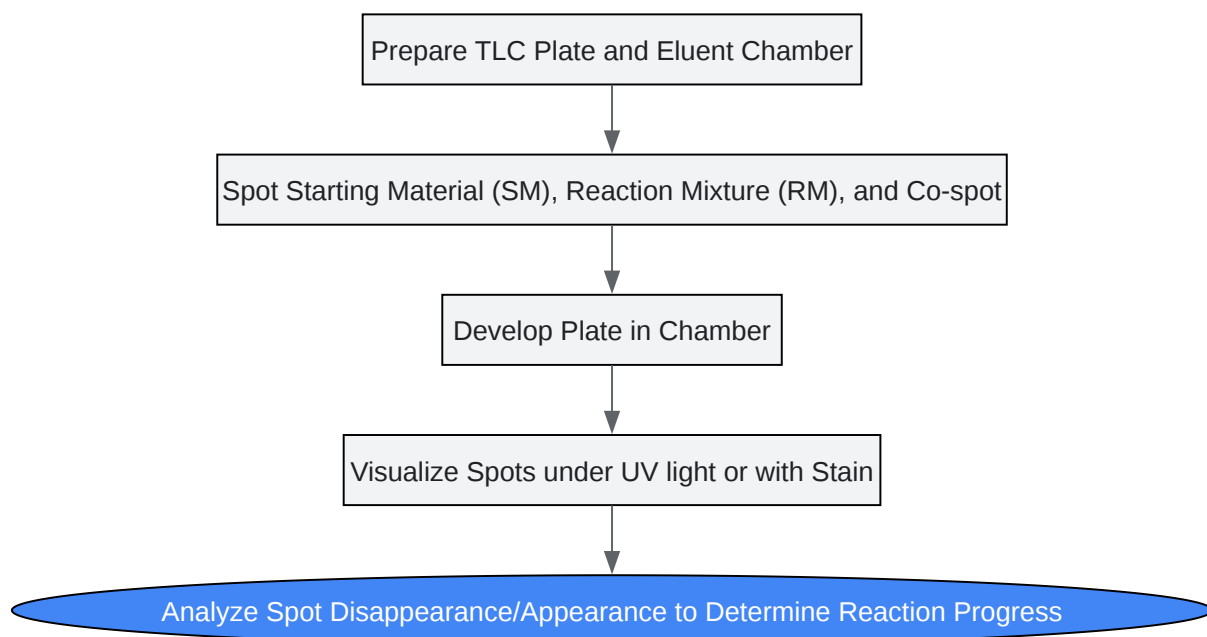 Prepare TLC Plate and Eluent Chamber
Spot Starting Material (SM), Reaction Mixture (RM), and Co-spot
Develop Plate in Chamber
Visualize Spots under UV light or with Stain
Analyze Spot Disappearance/Appearance to Determine Reaction Progress